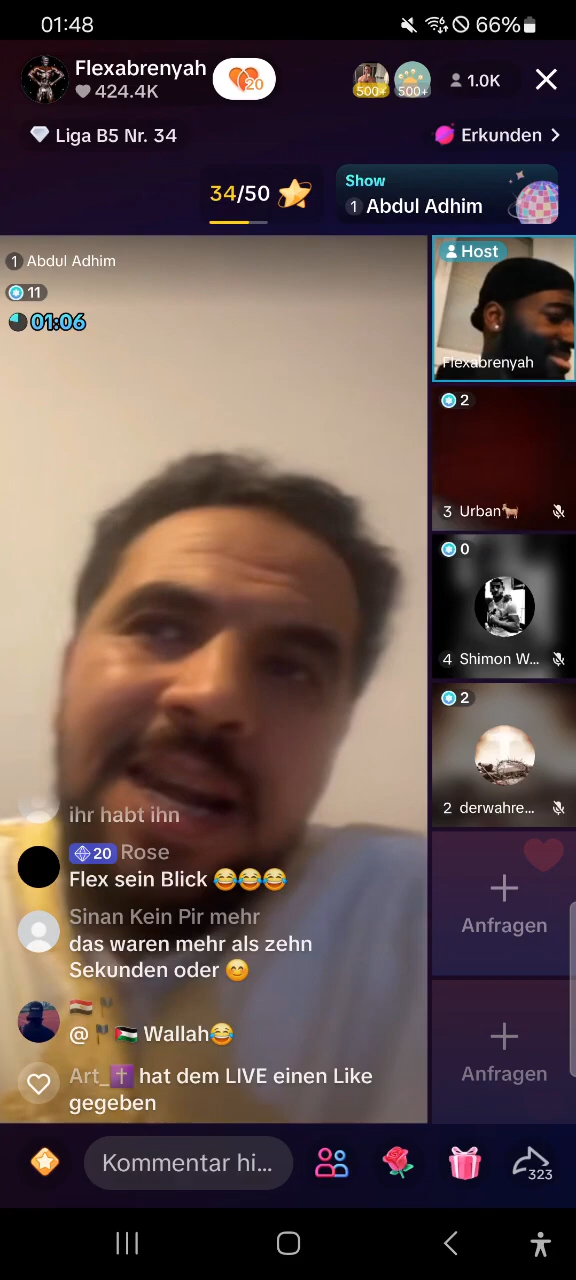 01:48
66%
Flexabrenyah
424.4K
20
500+
500+
1.0K
Liga B5 Nr. 34
Erkunden
34/50
Show
1 Abdul Adhim
1 Abdul Adhim
11
01:06
Host
Flexabrenyah
2
3 Urban
0
4 Shimon W...
2
2 derwahre...
Anfragen
Anfragen
ihr habt ihn
20 Rose
Flex sein Blick 😂😂😂
Sinan Kein Pir mehr
das waren mehr als zehn
Sekunden oder 😊
@🏴🇵🇸 Wallah😂
Art_✝️ hat dem LIVE einen Like
gegeben
Kommentar hi...
323